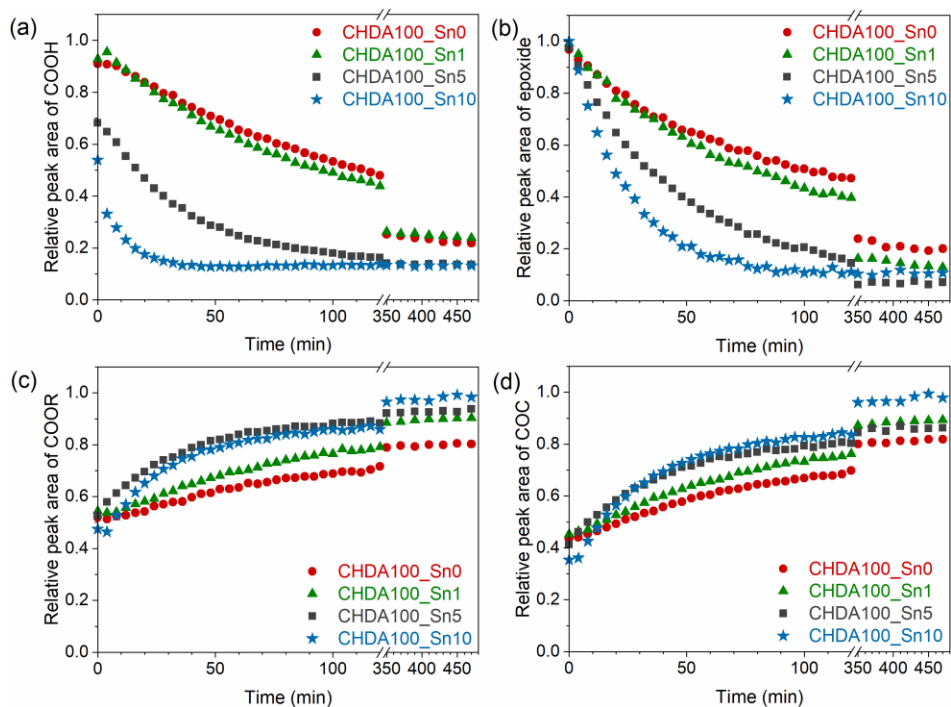 (a)
CHDA100_Sn0
CHDA100_Sn1
CHDA100_Sn5
CHDA100_Sn10
Relative peak area of COOH
1.0
0.8
0.6
0.4
0.2
0.0
0 50 100 350 400 450
Time (min)
(b)
CHDA100_Sn0
CHDA100_Sn1
CHDA100_Sn5
CHDA100_Sn10
Relative peak area of epoxide
1.0
0.8
0.6
0.4
0.2
0.0
0 50 100 350 400 450
Time (min)
(c)
CHDA100_Sn0
CHDA100_Sn1
CHDA100_Sn5
CHDA100_Sn10
Relative peak area of COOR
1.0
0.8
0.6
0.4
0.2
0
0 50 100 350 400 450
Time (min)
(d)
CHDA100_Sn0
CHDA100_Sn1
CHDA100_Sn5
CHDA100_Sn10
Relative peak area of COC
1.0
0.8
0.6
0.4
0.2
0
0 50 100 350 400 450
Time (min)